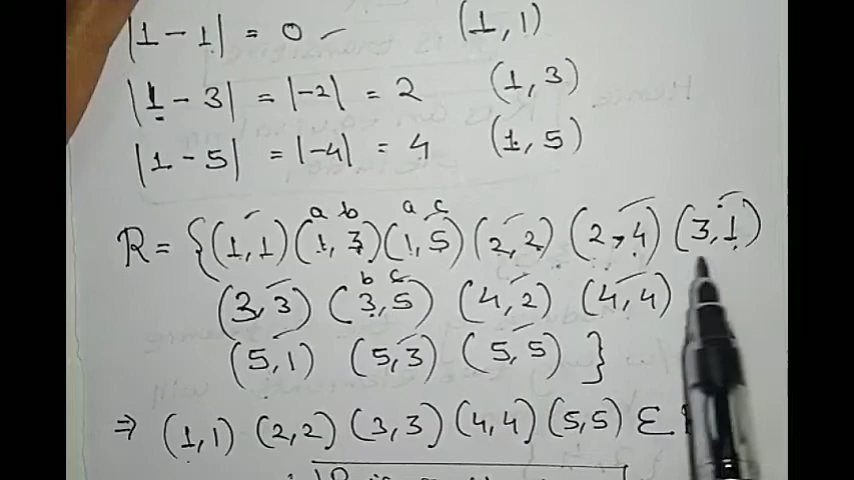 |1 - 1| = 0 (1, 1)
|1 - 3| = |-2| = 2 (1, 3)
|1 - 5| = |-4| = 4 (1, 5)
a b a c
R = {(1, 1) (1, 3) (1, 5) (2, 2) (2, 4) (3, 1)
b c
(3, 3) (3, 5) (4, 2) (4, 4)
(5, 1) (5, 3) (5, 5) }
⇒ (1, 1) (2, 2) (3, 3) (4, 4) (5, 5) ∈